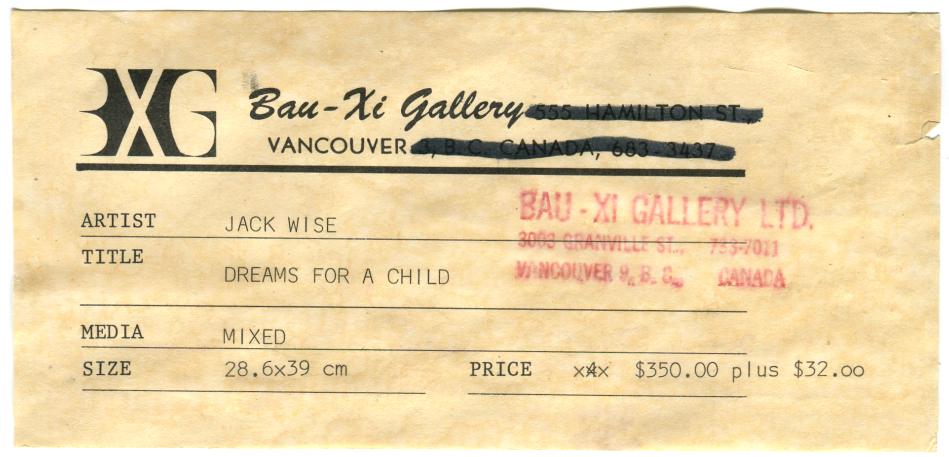 BXG
Bau-Xi Gallery 555 HAMILTON ST.,
VANCOUVER 3, B.C. CANADA, 683-3437
BAU-XI GALLERY LTD.
3003 GRANVILLE ST., 733-7011
VANCOUVER 9, B. C., CANADA
ARTIST JACK WISE
TITLE
DREAMS FOR A CHILD
MEDIA MIXED
SIZE 28.6x39 cm PRICE x4x $350.00 plus $32.00